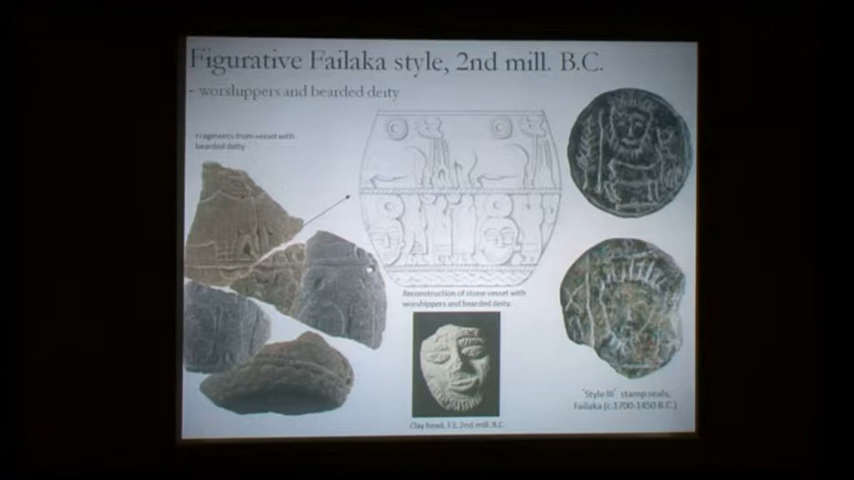 Figurative Failaka style, 2nd mill. B.C.
- worshippers and bearded deity
Fragments from vessel with
bearded deity
Reconstruction of stone vessel with
worshippers and bearded deity.
Clay head, F3, 2nd mill. B.C.
"Style III" stamp seals,
Failaka (c.1700-1450 B.C.)